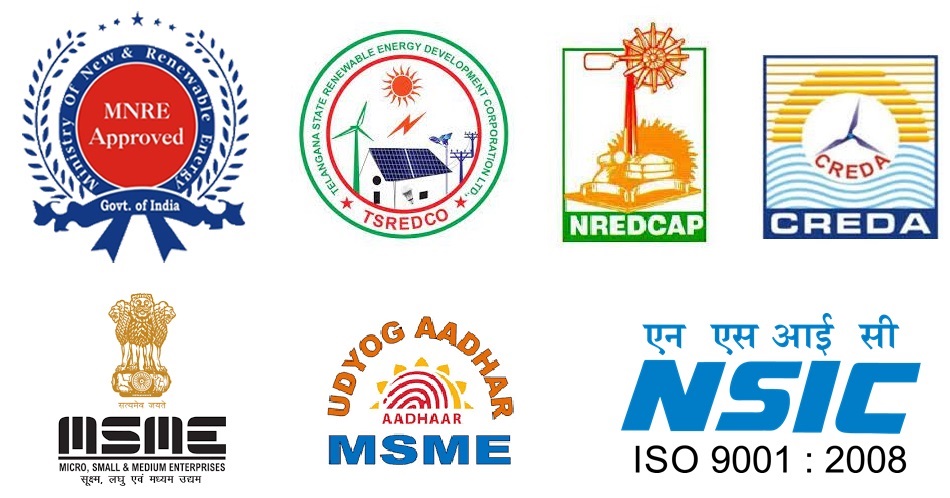 Ministry Of New & Renewable Energy
MNRE
Approved
Govt. of India
TELANGANA STATE RENEWABLE ENERGY DEVELOPMENT CORPORATION LTD.,
TSREDCO
NREDCAP
CREDA
CREDA
सत्यमेव जयते
MSME
MICRO, SMALL & MEDIUM ENTERPRISES
सूक्ष्म, लघु एवं मध्यम उद्यम
UDYOG AADHAR
AADHAAR
MSME
एन एस आई सी
NSIC
ISO 9001 : 2008